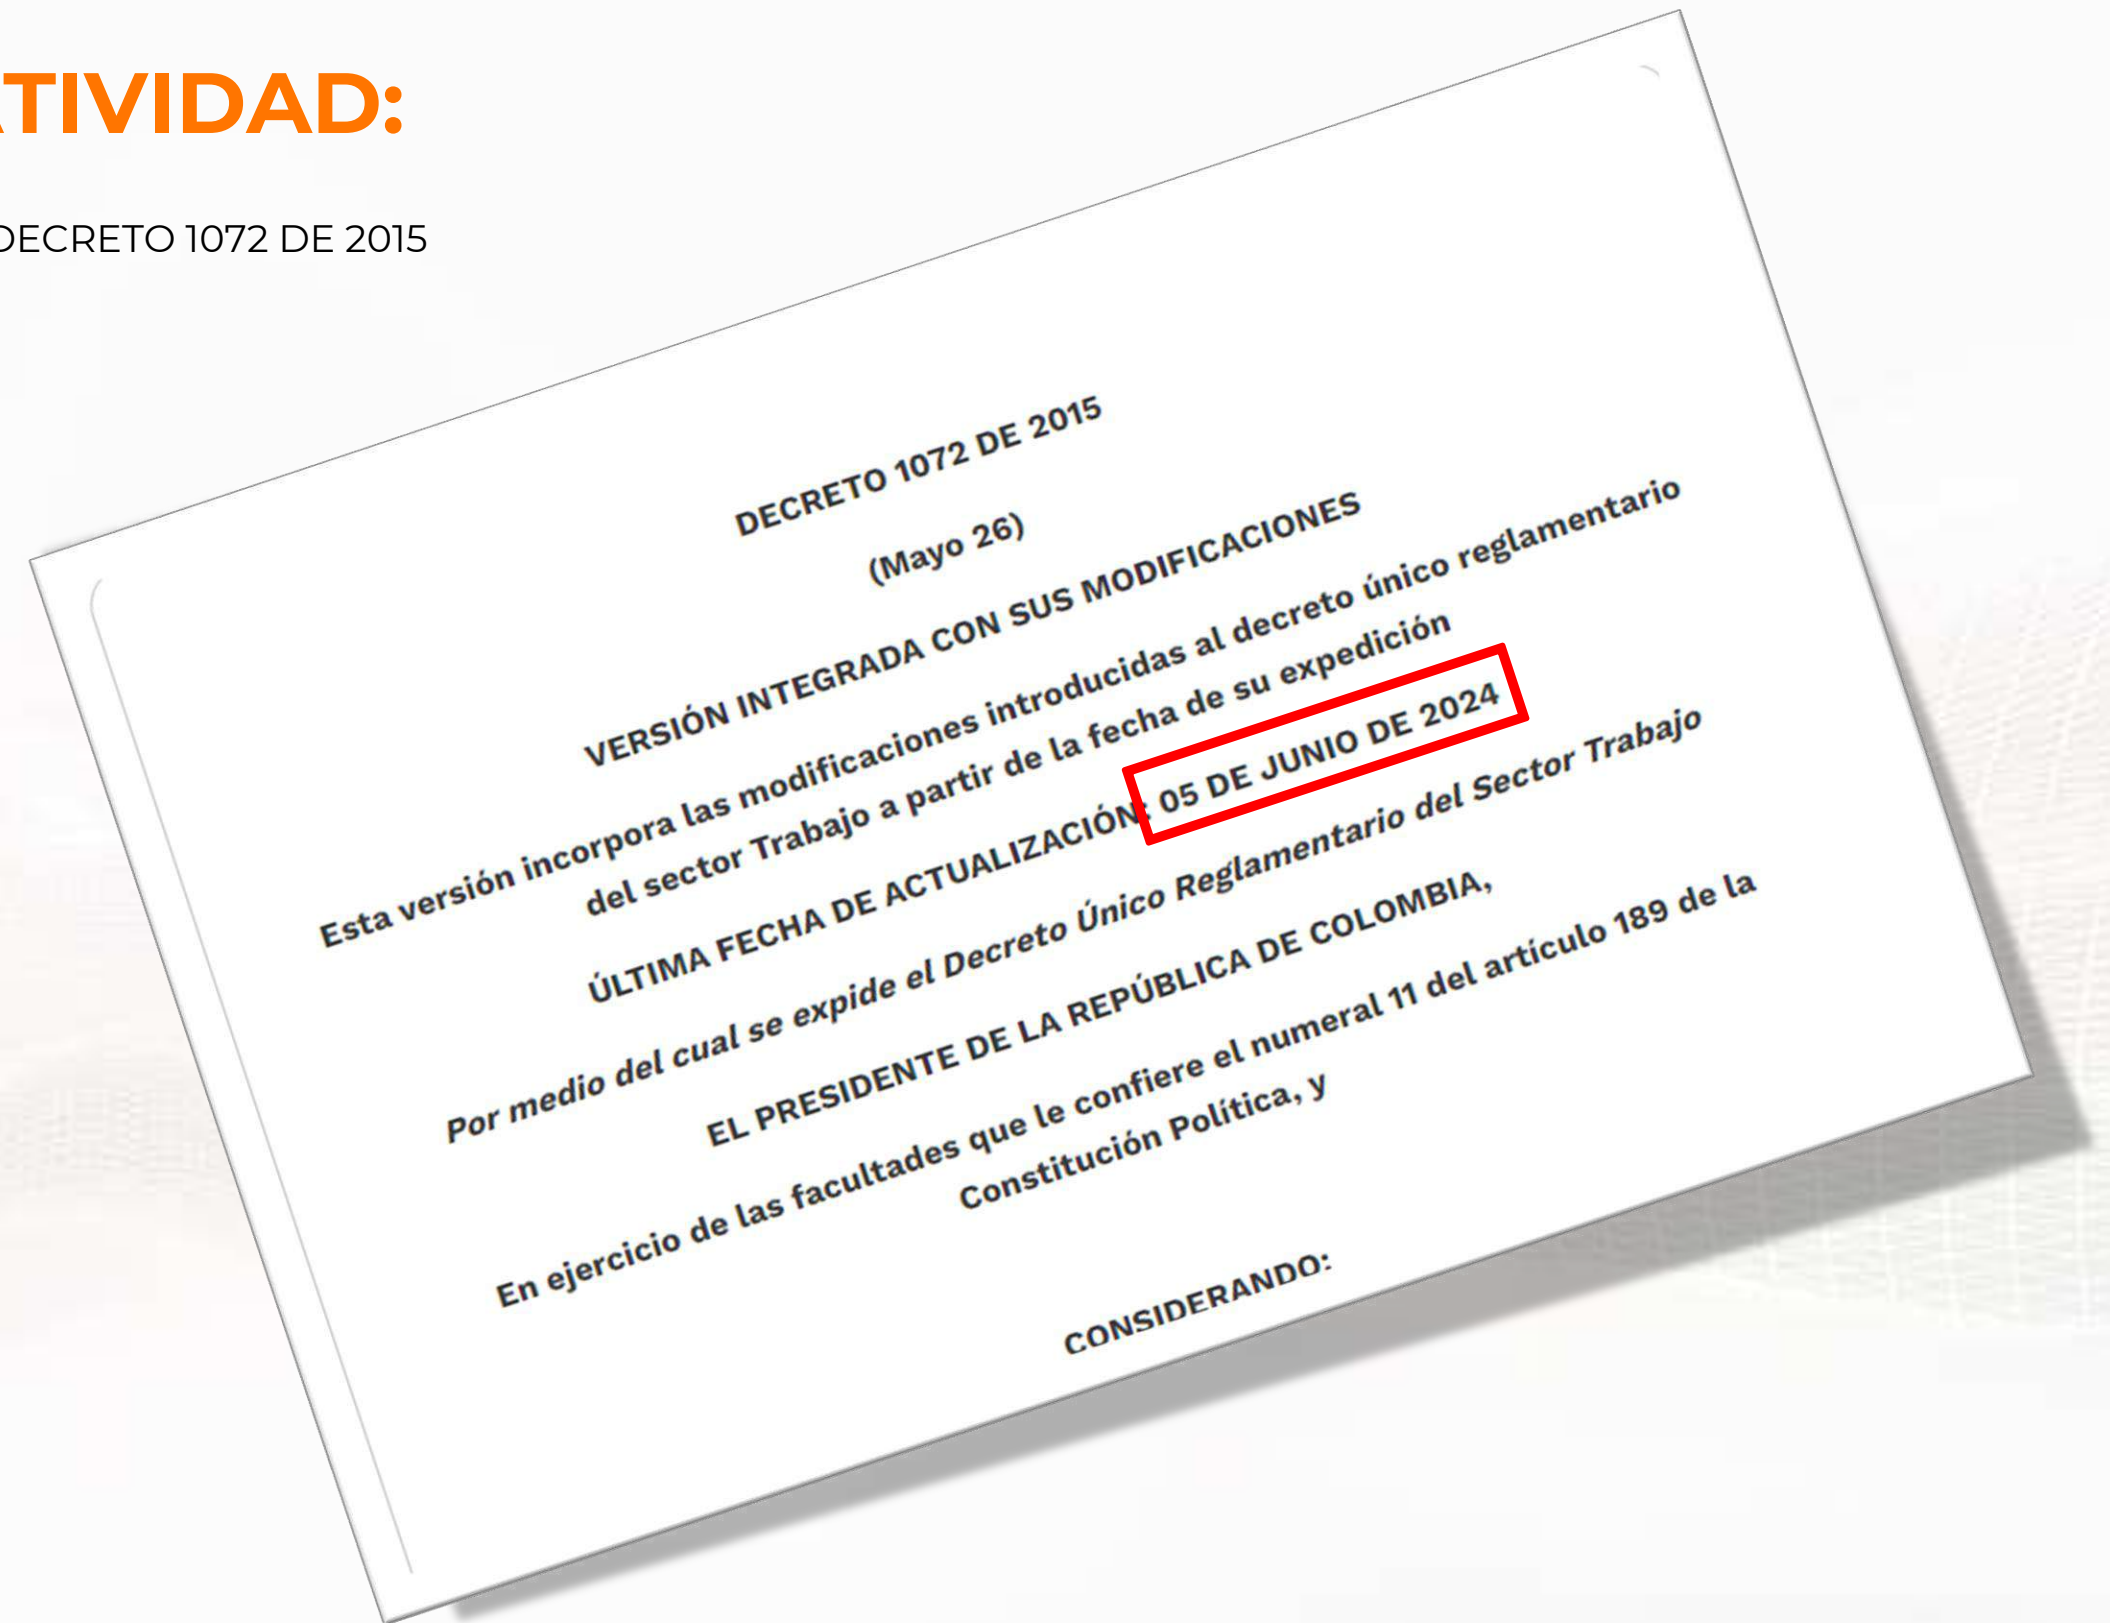 TIVIDAD:
DECRETO 1072 DE 2015
DECRETO 1072 DE 2015
(Mayo 26)
VERSIÓN INTEGRADA CON SUS MODIFICACIONES
Esta versión incorpora las modificaciones introducidas al decreto único reglamentario
del sector Trabajo a partir de la fecha de su expedición
ÚLTIMA FECHA DE ACTUALIZACIÓN: 05 DE JUNIO DE 2024
Por medio del cual se expide el Decreto Único Reglamentario del Sector Trabajo
EL PRESIDENTE DE LA REPÚBLICA DE COLOMBIA,
En ejercicio de las facultades que le confiere el numeral 11 del artículo 189 de la
Constitución Política, y
CONSIDERANDO: